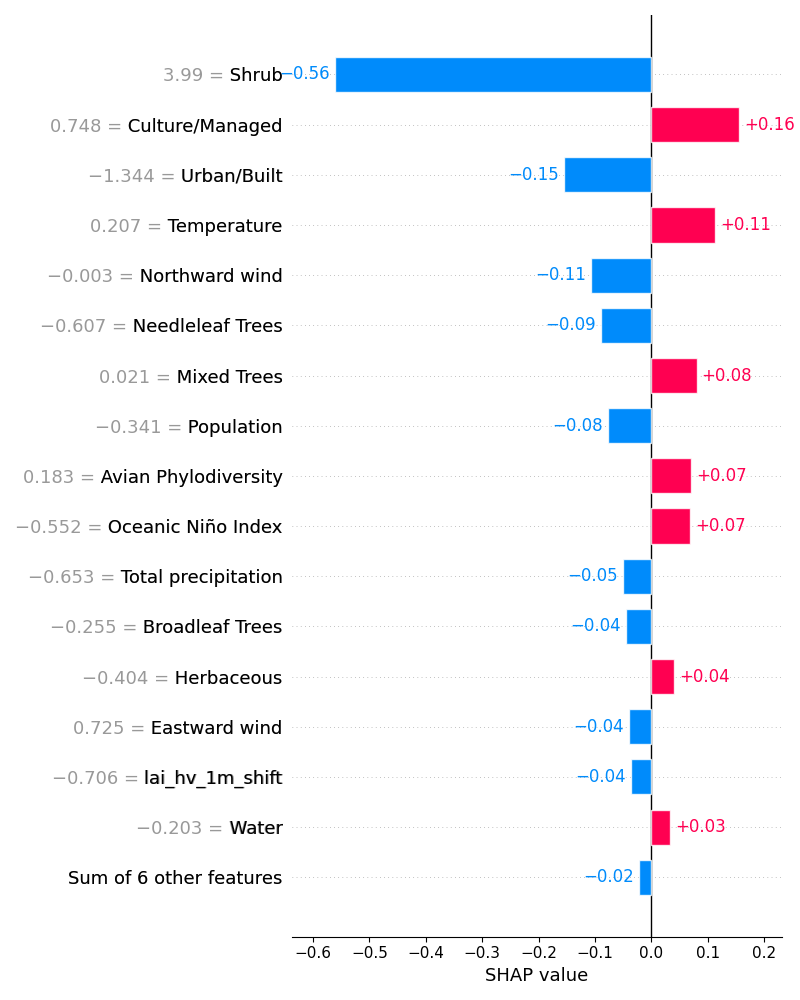 3.99 = Shrub −0.56
0.748 = Culture/Managed +0.16
−1.344 = Urban/Built −0.15
0.207 = Temperature +0.11
−0.003 = Northward wind −0.11
−0.607 = Needleleaf Trees −0.09
0.021 = Mixed Trees +0.08
−0.341 = Population −0.08
0.183 = Avian Phylodiversity +0.07
−0.552 = Oceanic Niño Index +0.07
−0.653 = Total precipitation −0.05
−0.255 = Broadleaf Trees −0.04
−0.404 = Herbaceous +0.04
0.725 = Eastward wind −0.04
−0.706 = lai_hv_1m_shift −0.04
−0.203 = Water +0.03
Sum of 6 other features −0.02
−0.6 −0.5 −0.4 −0.3 −0.2 −0.1 0.0 0.1 0.2
SHAP value